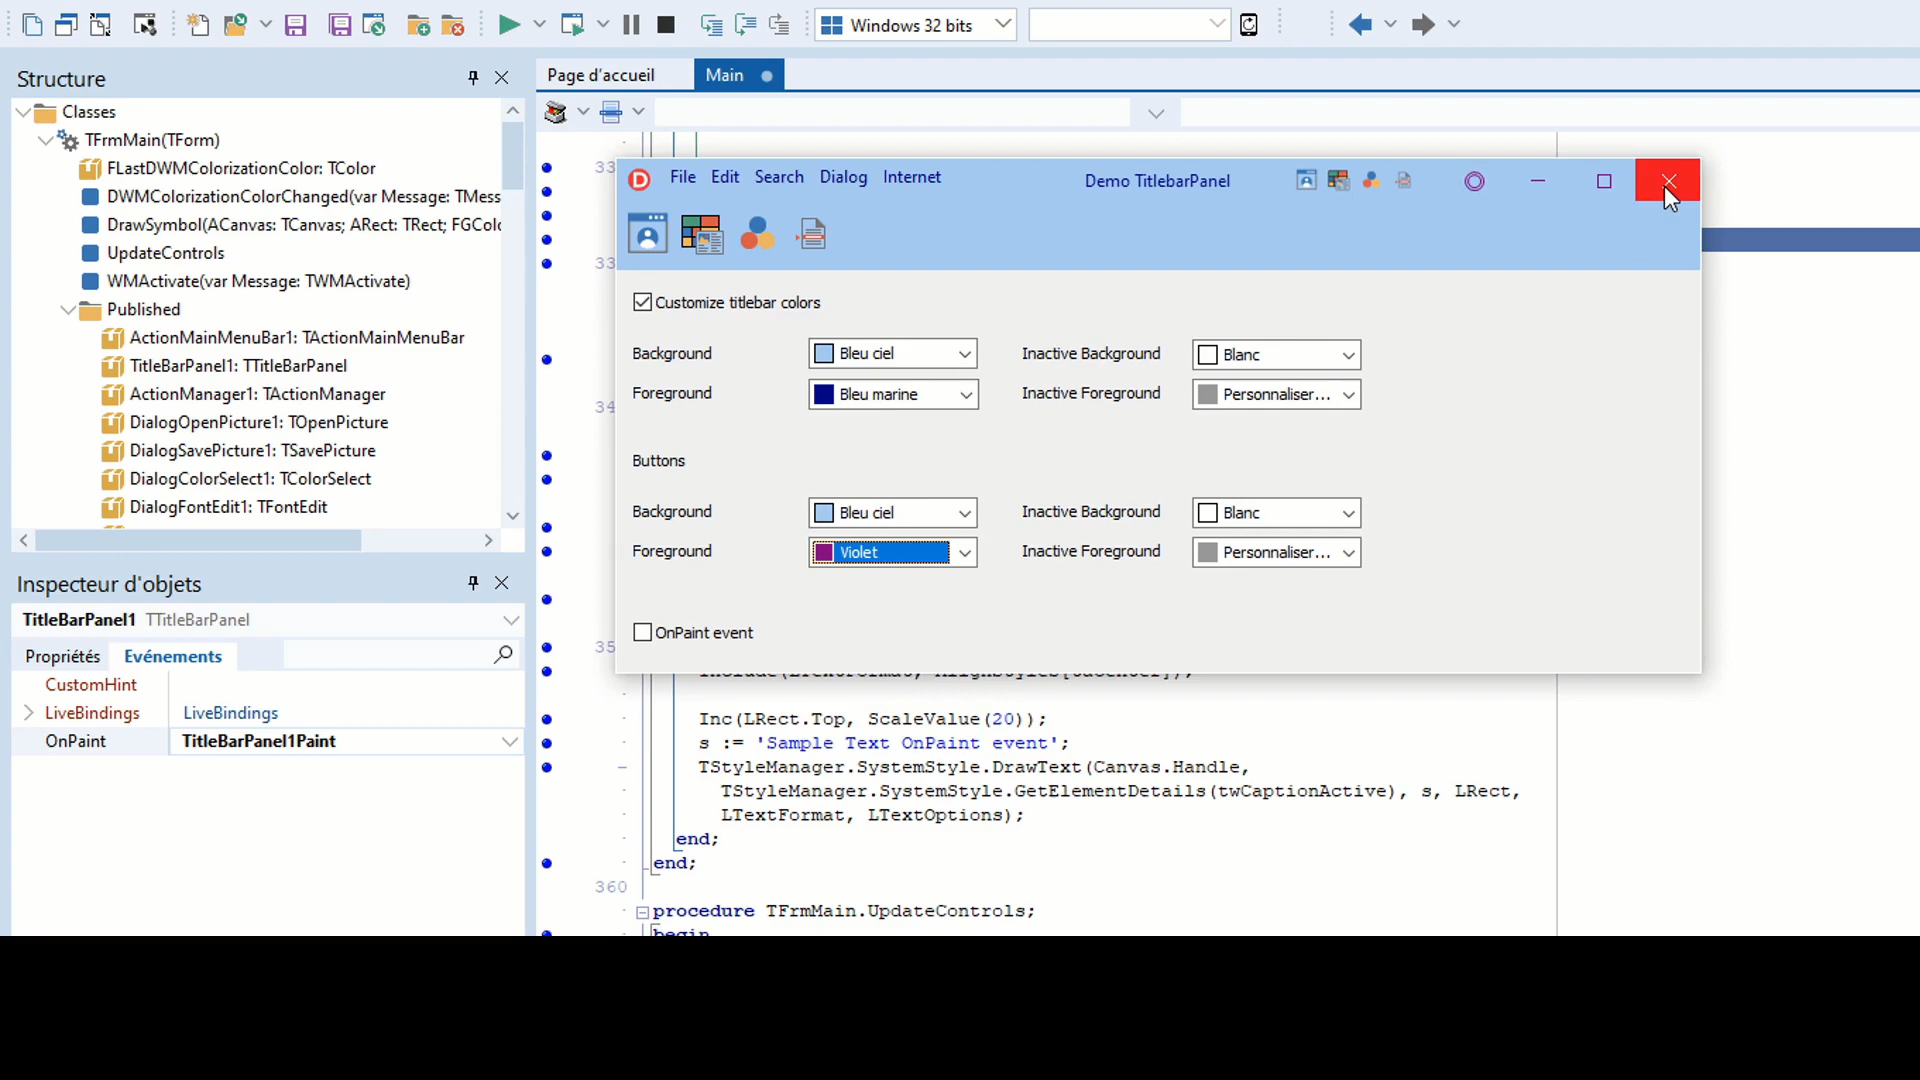 Windows 32 bits
Structure
Classes
TFrmMain(TForm)
FLastDWMColorizationColor: TColor
DWMColorizationColorChanged(var Message: TMess
DrawSymbol(ACanvas: TCanvas; ARect: TRect; FGColo
UpdateControls
WMActivate(var Message: TWMActivate)
Published
ActionMainMenuBar1: TActionMainMenuBar
TitleBarPanel1: TTitleBarPanel
ActionManager1: TActionManager
DialogOpenPicture1: TOpenPicture
DialogSavePicture1: TSavePicture
DialogColorSelect1: TColorSelect
DialogFontEdit1: TFontEdit
Inspecteur d'objets
TitleBarPanel1 TTitleBarPanel
Propriétés Evénements
CustomHint
LiveBindings LiveBindings
OnPaint TitleBarPanel1Paint
Page d'accueil Main
33
33
34
35
File Edit Search Dialog Internet Demo TitlebarPanel
Customize titlebar colors
Background Bleu ciel Inactive Background Blanc
Foreground Bleu marine Inactive Foreground Personnaliser...
Buttons
Background Bleu ciel Inactive Background Blanc
Foreground Violet Inactive Foreground Personnaliser...
OnPaint event
Inc(LRect.Top, ScaleValue(20));
s := 'Sample Text OnPaint event';
TStyleManager.SystemStyle.DrawText(Canvas.Handle,
TStyleManager.SystemStyle.GetElementDetails(twCaptionActive), s, LRect,
LTextFormat, LTextOptions);
end;
end;
360
procedure TFrmMain.UpdateControls;
begin